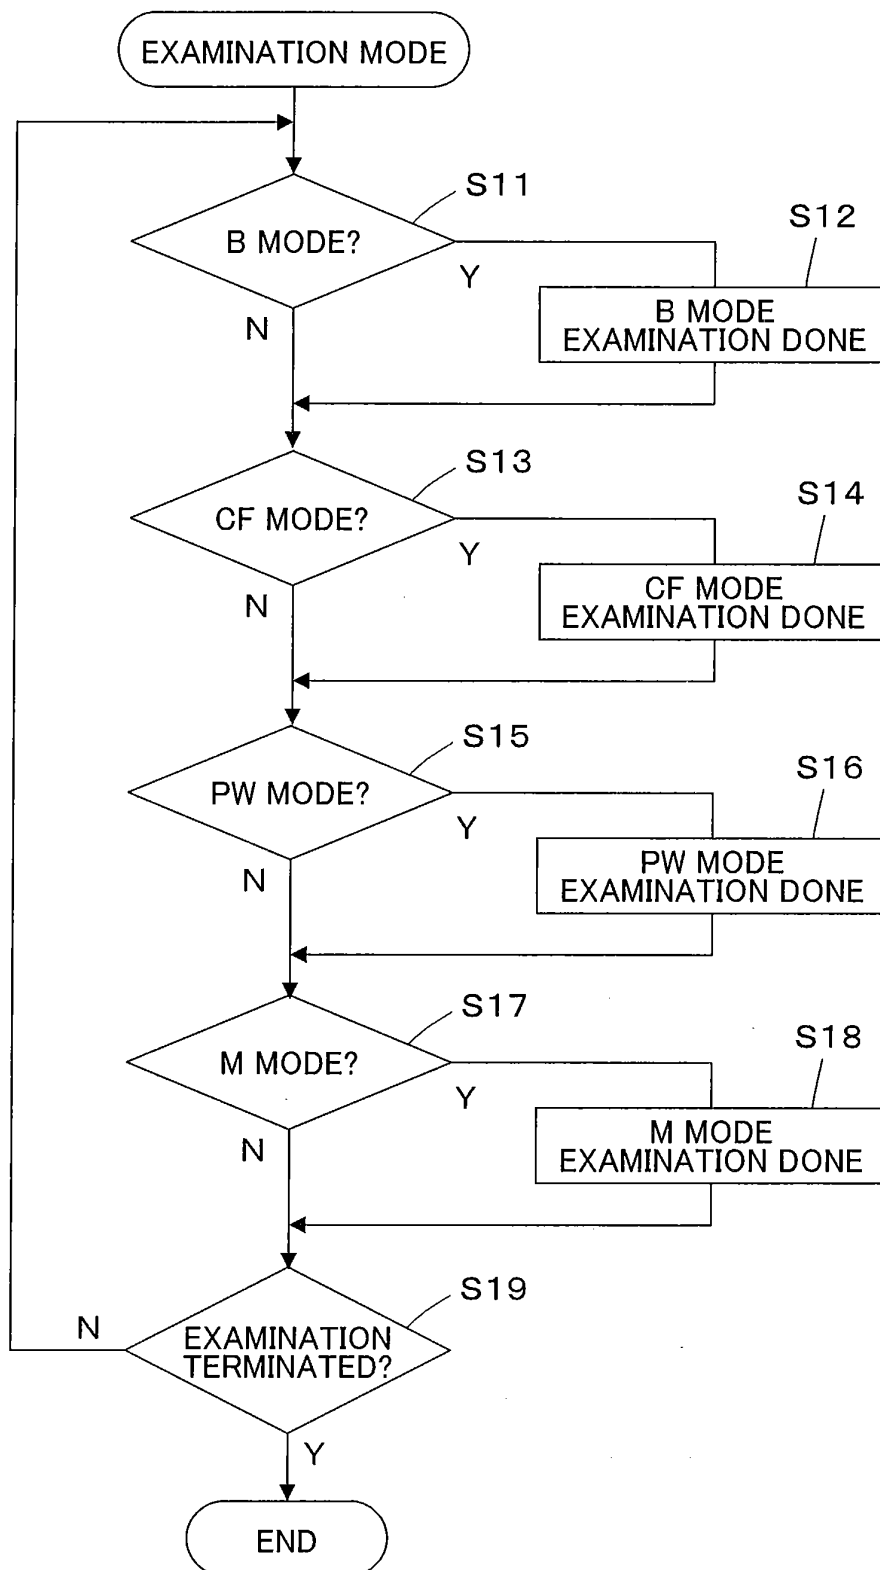 EXAMINATION MODE
S11
B MODE?
Y
N
S12
B MODE
EXAMINATION DONE
S13
CF MODE?
Y
N
S14
CF MODE
EXAMINATION DONE
S15
PW MODE?
Y
N
S16
PW MODE
EXAMINATION DONE
S17
M MODE?
Y
N
S18
M MODE
EXAMINATION DONE
S19
N
EXAMINATION
TERMINATED?
Y
END